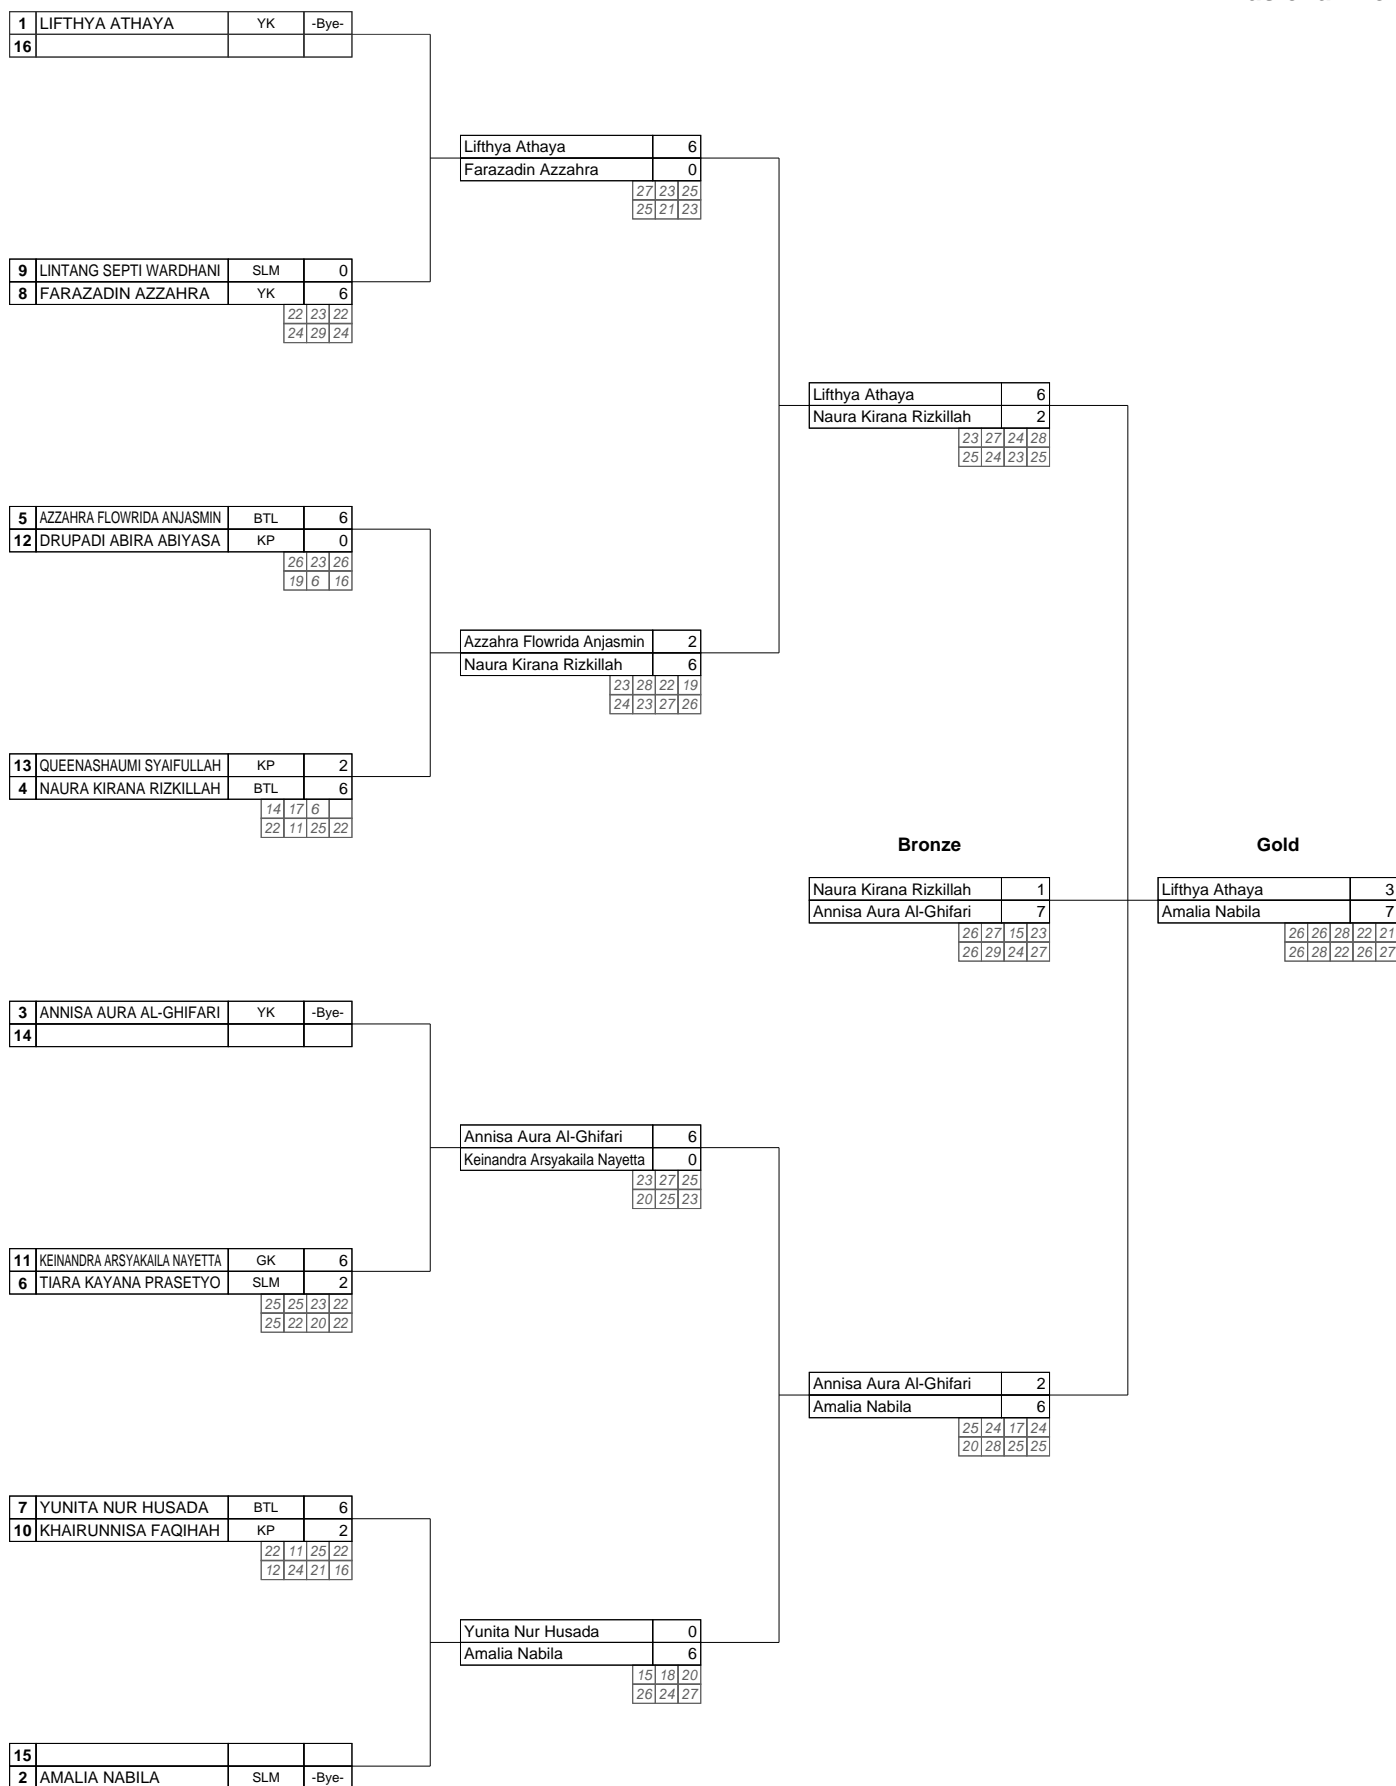 1 LIFTHYA ATHAYA YK -Bye-
16
Lifthya Athaya 6
Farazadin Azzahra 0
27 23 25
25 21 23
9 LINTANG SEPTI WARDHANI SLM 0
8 FARAZADIN AZZAHRA YK 6
22 23 22
24 29 24
Lifthya Athaya 6
Naura Kirana Rizkillah 2
23 27 24 28
25 24 23 25
5 AZZAHRA FLOWRIDA ANJASMIN BTL 6
12 DRUPADI ABIRA ABIYASA KP 0
26 23 26
19 6 16
Azzahra Flowrida Anjasmin 2
Naura Kirana Rizkillah 6
23 28 22 19
24 23 27 26
13 QUEENASHAUMI SYAIFULLAH KP 2
4 NAURA KIRANA RIZKILLAH BTL 6
14 17 6
22 11 25 22
Bronze Gold
Naura Kirana Rizkillah 1
Annisa Aura Al-Ghifari 7
26 27 15 23
26 29 24 27
Lifthya Athaya 3
Amalia Nabila 7
26 26 28 22 21
26 28 22 26 27
3 ANNISA AURA AL-GHIFARI YK -Bye-
14
Annisa Aura Al-Ghifari 6
Keinandra Arsyakaila Nayetta 0
23 27 25
20 25 23
11 KEINANDRA ARSYAKAILA NAYETTA GK 6
6 TIARA KAYANA PRASETYO SLM 2
25 25 23 22
25 22 20 22
Annisa Aura Al-Ghifari 2
Amalia Nabila 6
25 24 17 24
20 28 25 25
7 YUNITA NUR HUSADA BTL 6
10 KHAIRUNNISA FAQIHAH KP 2
22 11 25 22
12 24 21 16
Yunita Nur Husada 0
Amalia Nabila 6
15 18 20
26 24 27
15
2 AMALIA NABILA SLM -Bye-